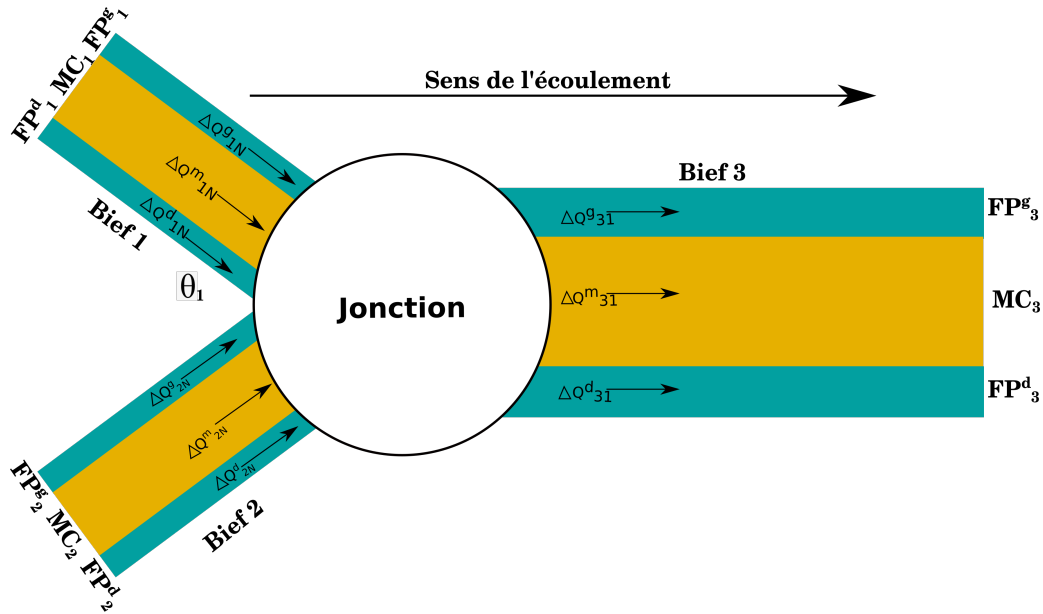 FPᵈ₁ MC₁ FPᵍ₁
Sens de l'écoulement
ΔQᵍ1N
ΔQᵐ1N
ΔQᵈ1N
Bief 1
θ₁
Jonction
Bief 3
ΔQᵍ31
FPᵍ₃
ΔQᵐ31
MC₃
ΔQᵈ31
FPᵈ₃
ΔQᵍ2N
ΔQᵐ2N
ΔQᵈ2N
Bief 2
FPᵍ₂ MC₂ FPᵈ₂